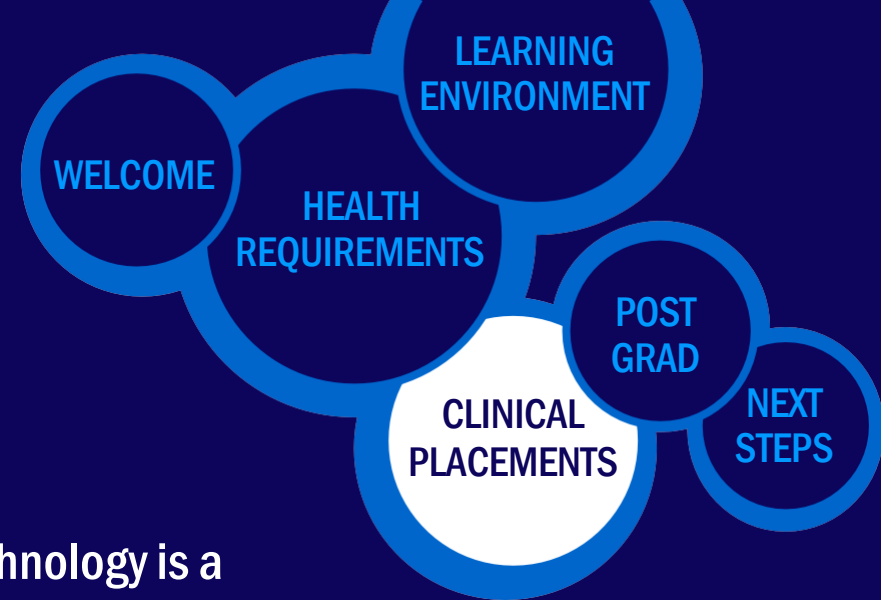 LEARNING
ENVIRONMENT
WELCOME
HEALTH
REQUIREMENTS
POST
GRAD
CLINICAL
PLACEMENTS
NEXT
STEPS
hnology is a